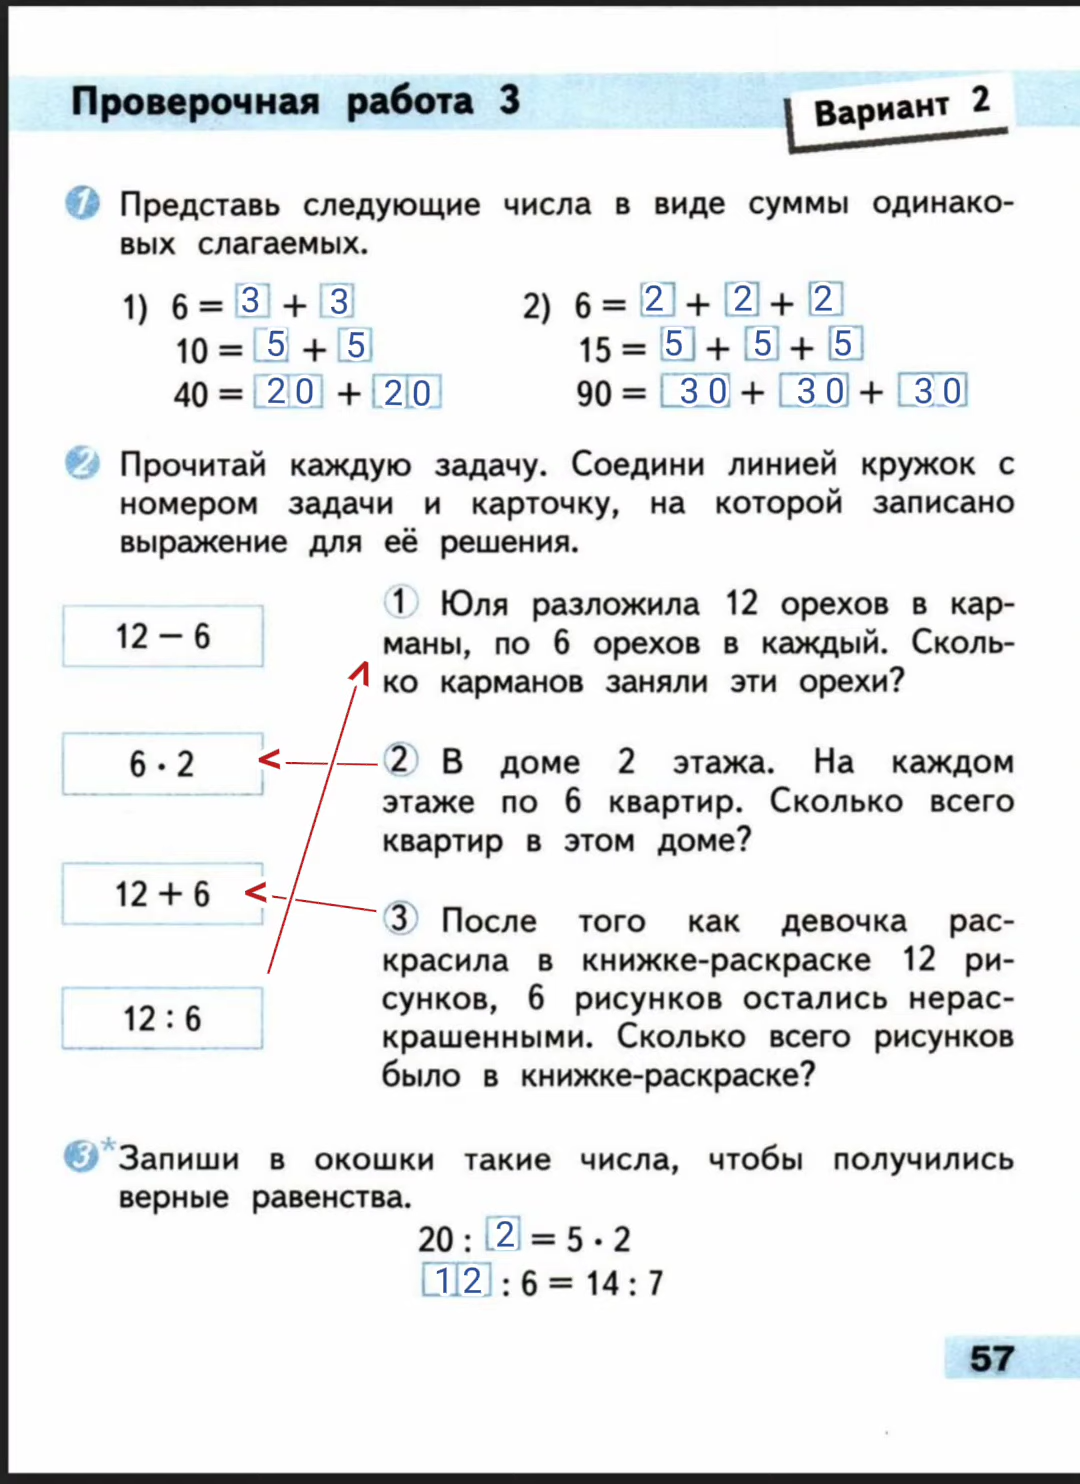 Проверочная работа 3
Вариант 2
1 Представь следующие числа в виде суммы одинако-
вых слагаемых.
1) 6 = 3 + 3
10 = 5 + 5
40 = 20 + 20
2) 6 = 2 + 2 + 2
15 = 5 + 5 + 5
90 = 30 + 30 + 30
2 Прочитай каждую задачу. Соедини линией кружок с
номером задачи и карточку, на которой записано
выражение для её решения.
12 – 6
6 · 2
12 + 6
12 : 6
1 Юля разложила 12 орехов в кар-
маны, по 6 орехов в каждый. Сколь-
ко карманов заняли эти орехи?
2 В доме 2 этажа. На каждом
этаже по 6 квартир. Сколько всего
квартир в этом доме?
3 После того как девочка рас-
красила в книжке-раскраске 12 ри-
сунков, 6 рисунков остались нерас-
крашенными. Сколько всего рисунков
было в книжке-раскраске?
3* Запиши в окошки такие числа, чтобы получились
верные равенства.
20 : 2 = 5 · 2
12 : 6 = 14 : 7
57